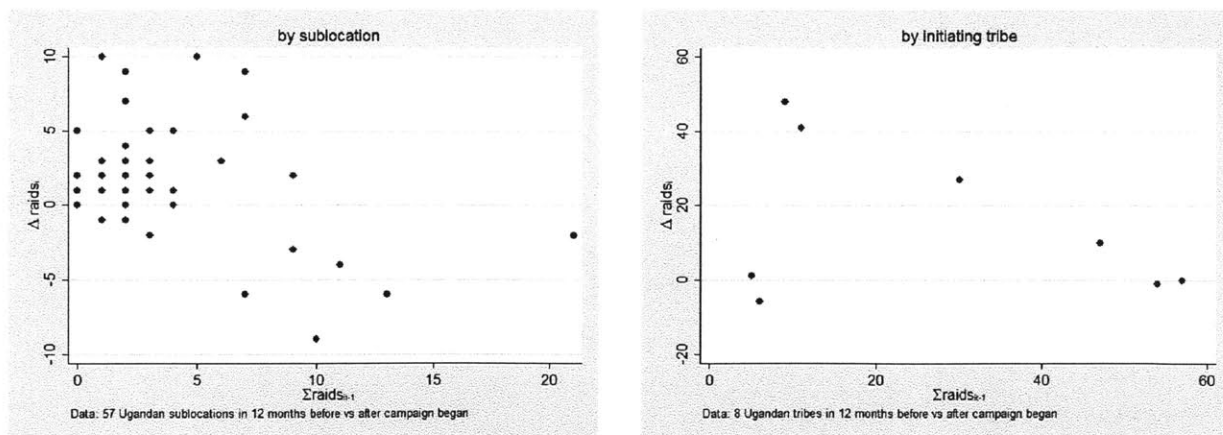 by sublocation
10
5
0
-5
-10
Δ raidsᵢ
0 5 10 15 20
Σraidsᵢₜ₋₁
Data: 57 Ugandan sublocations in 12 months before vs after campaign began
by initiating tribe
60
40
20
0
-20
Δ raidsᵢ
0 20 40 60
Σraidsᵢₜ₋₁
Data: 8 Ugandan tribes in 12 months before vs after campaign began